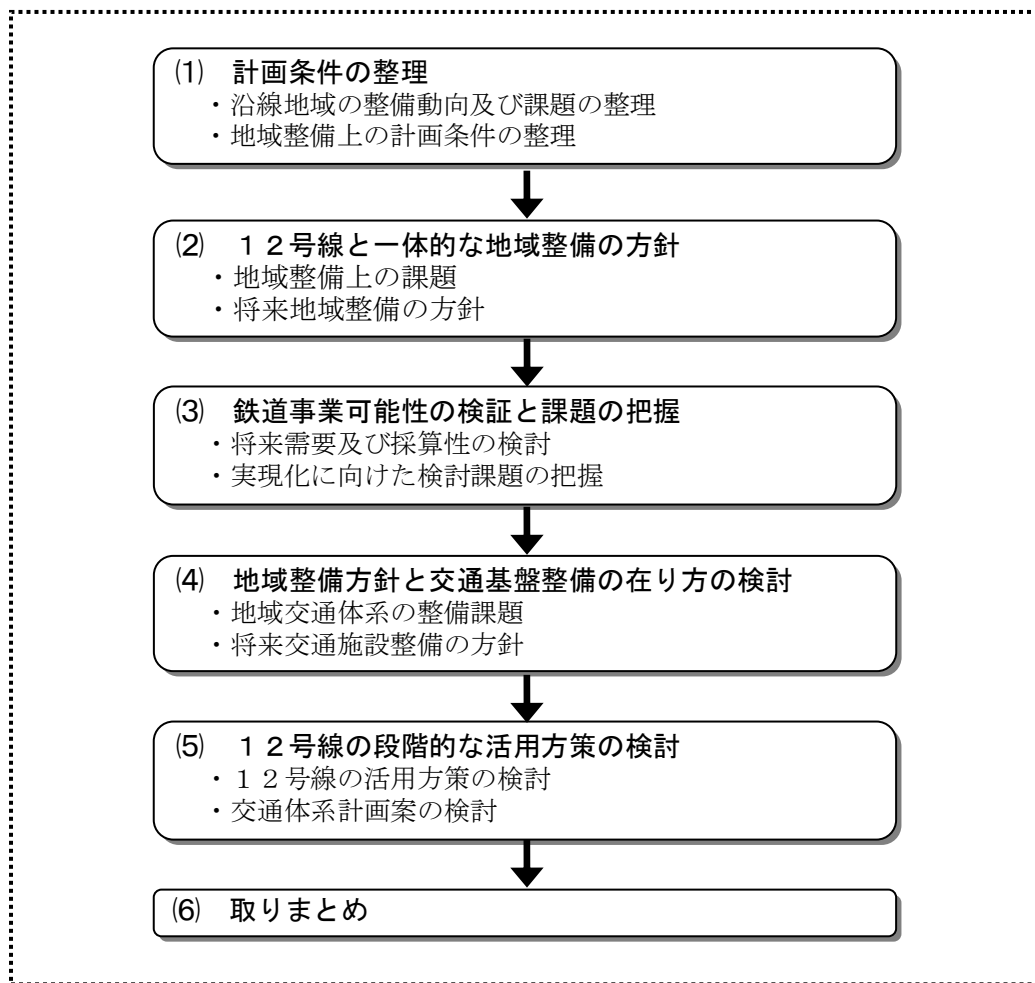 ⑴　計画条件の整理
・沿線地域の整備動向及び課題の整理
・地域整備上の計画条件の整理
⑵　１２号線と一体的な地域整備の方針
・地域整備上の課題
・将来地域整備の方針
⑶　鉄道事業可能性の検証と課題の把握
・将来需要及び採算性の検討
・実現化に向けた検討課題の把握
⑷　地域整備方針と交通基盤整備の在り方の検討
・地域交通体系の整備課題
・将来交通施設整備の方針
⑸　１２号線の段階的な活用方策の検討
・１２号線の活用方策の検討
・交通体系計画案の検討
⑹　取りまとめ